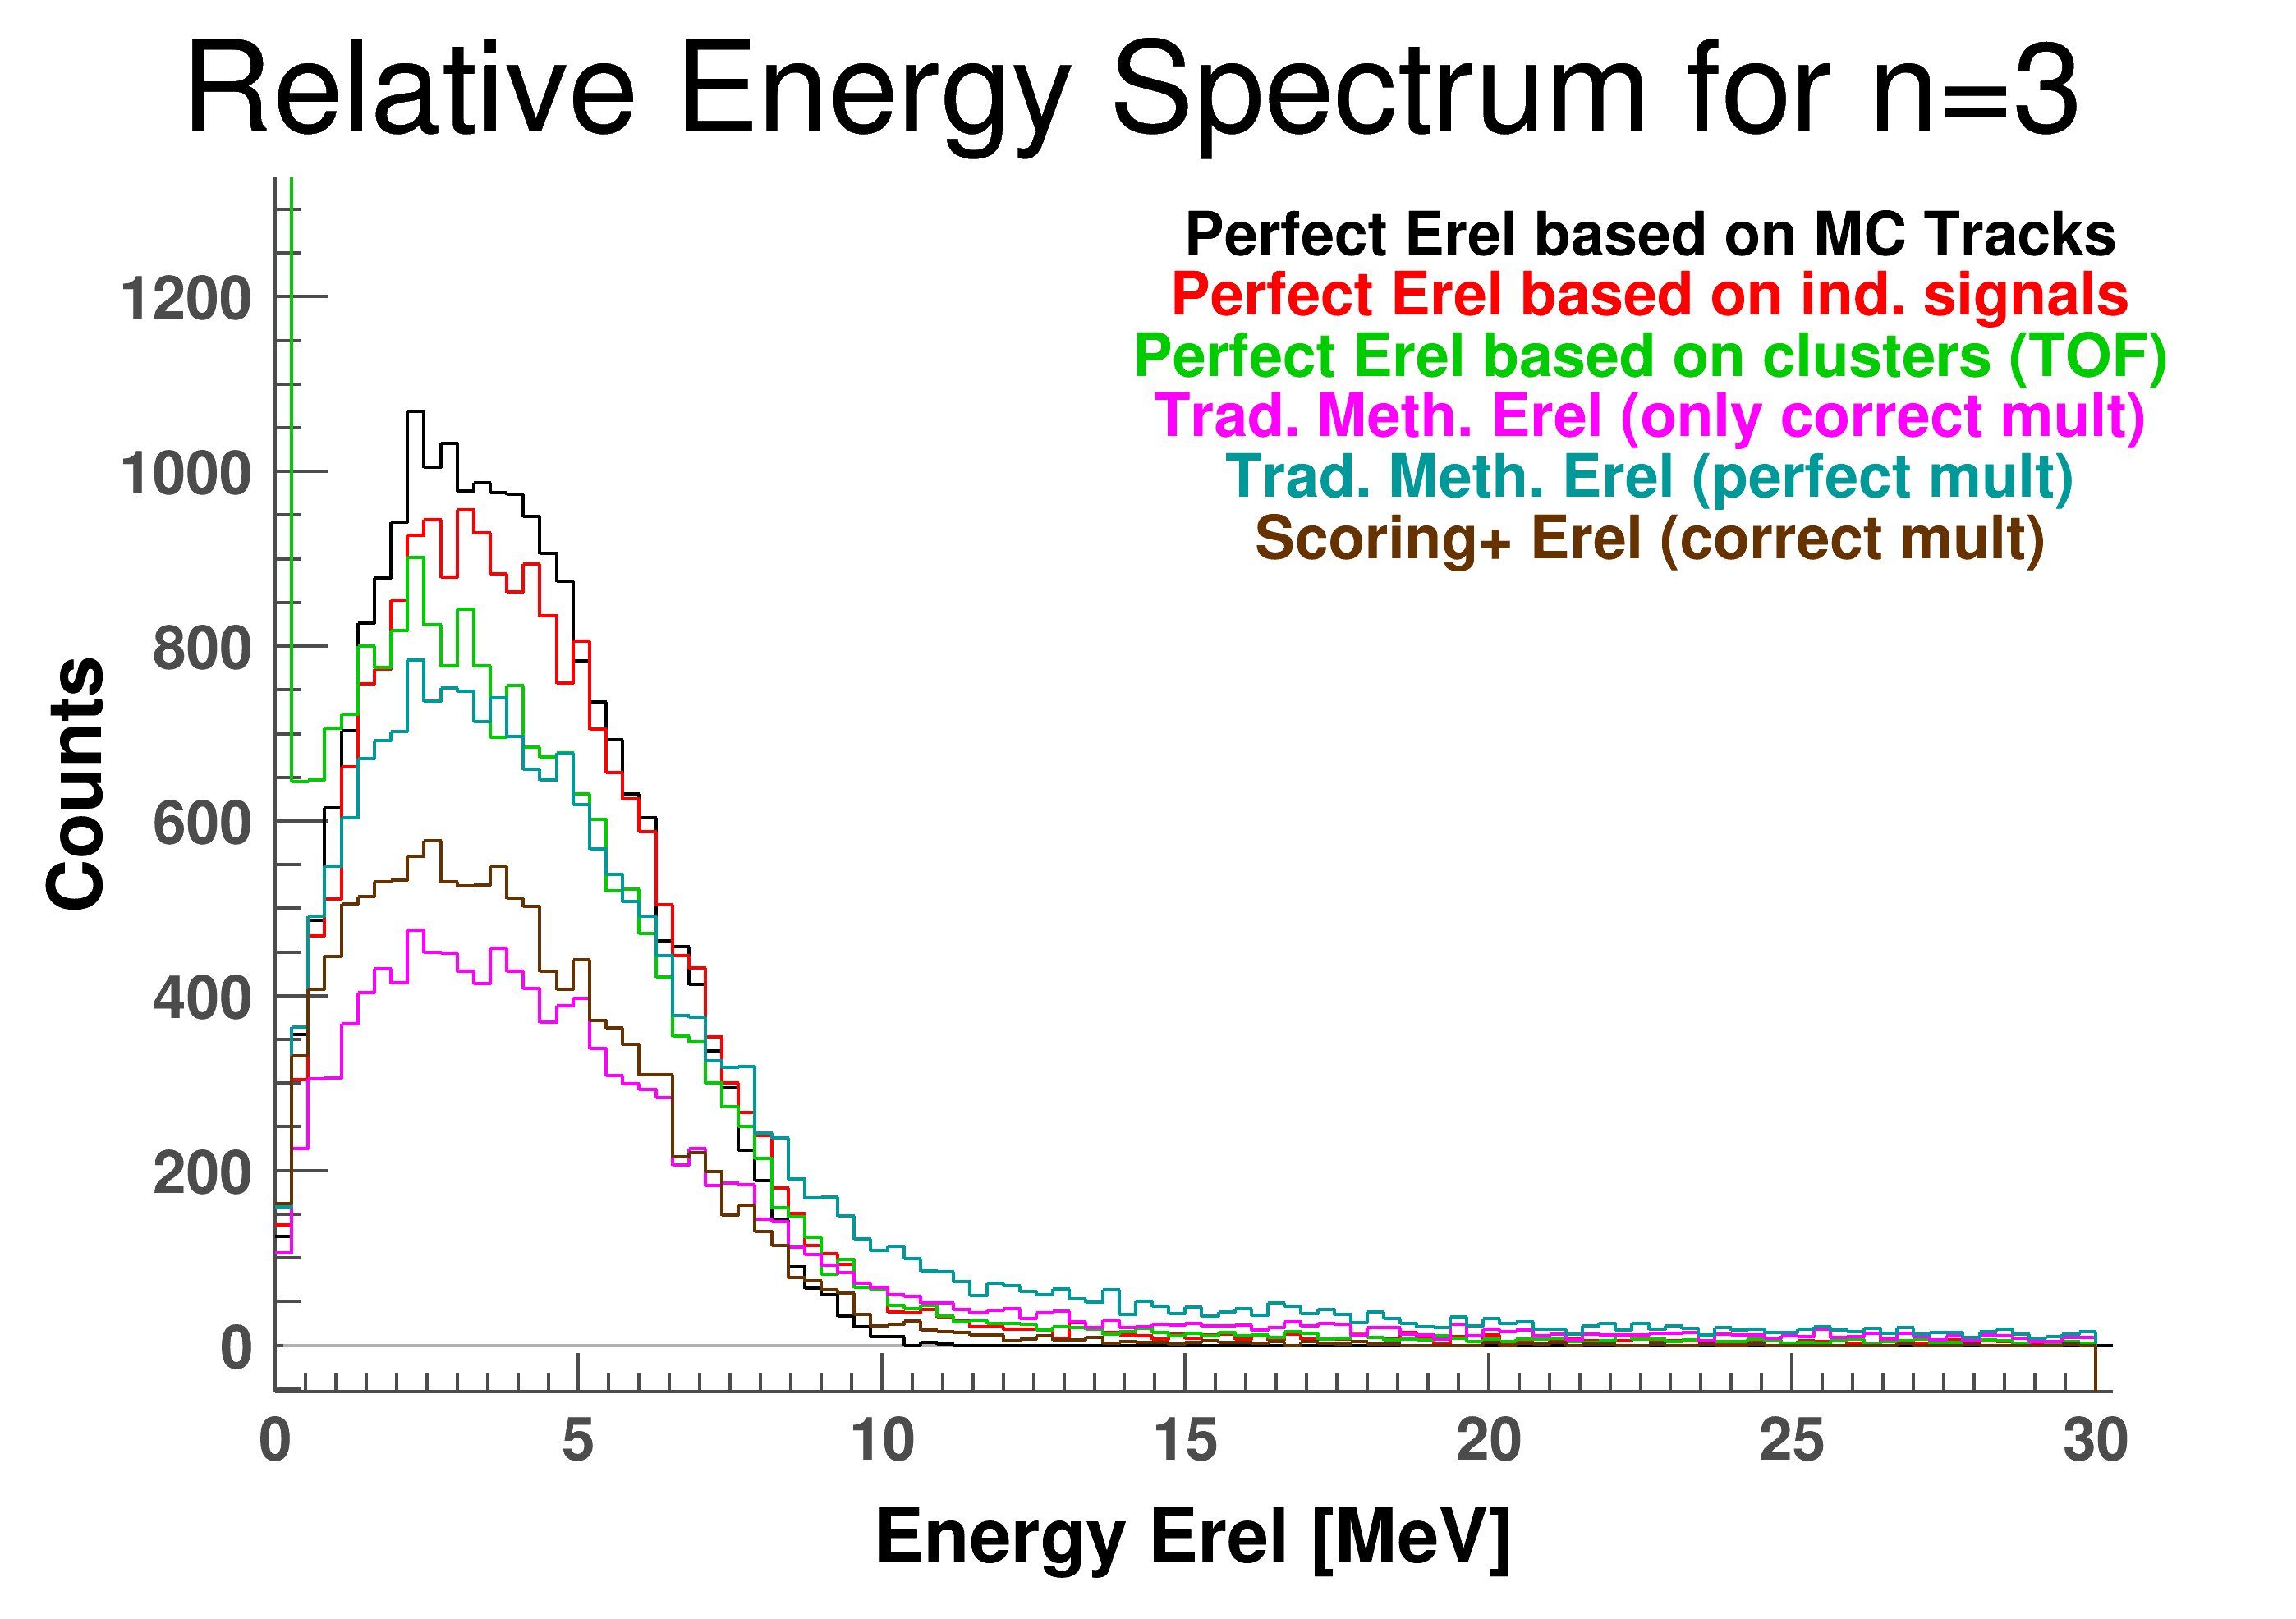 Relative Energy Spectrum for n=3
Perfect Erel based on MC Tracks
Perfect Erel based on ind. signals
Perfect Erel based on clusters (TOF)
Trad. Meth. Erel (only correct mult)
Trad. Meth. Erel (perfect mult)
Scoring+ Erel (correct mult)
Counts
1200
1000
800
600
400
200
0
0 5 10 15 20 25 30
Energy Erel [MeV]